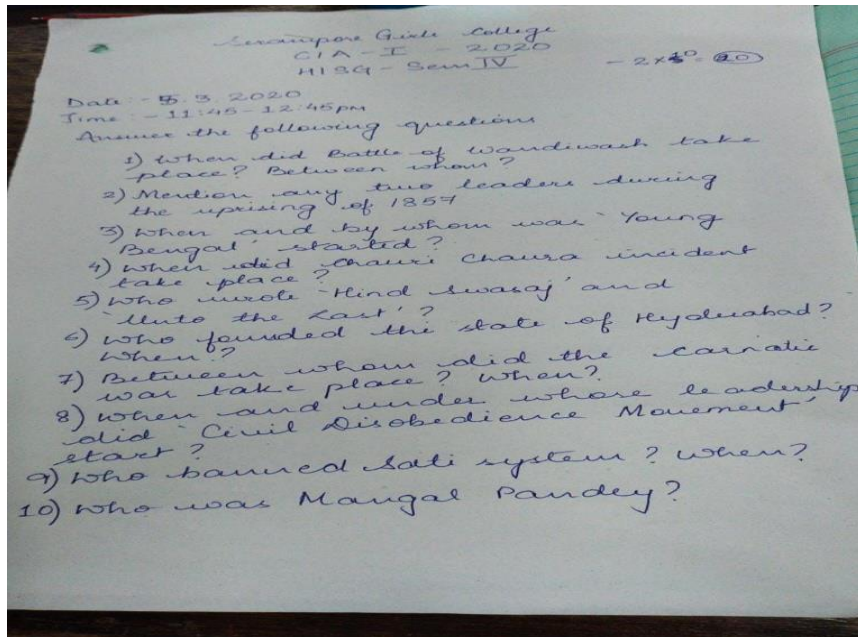 Serampore Girls College
CIA - I - 2020
HISG - Sem IV - 2 x 10 = 20
Date : - 5.3.2020
Time : - 11:45 - 12:45pm
Answer the following questions
1) When did Battle of Wandiwash take
place? Between whom?
2) Mention any two leaders during
the uprising of 1857
3) When and by whom was 'Young
Bengal' started?
4) When did Chauri Chaura incident
take place?
5) Who wrote 'Hind Swaraj' and
'Unto the Last'?
6) Who founded the state of Hyderabad?
When?
7) Between whom did the carnatic
war take place? When?
8) When and under whose leadership
did 'Civil Disobedience Movement'
start?
9) Who banned Sati system? When?
10) Who was Mangal Pandey?